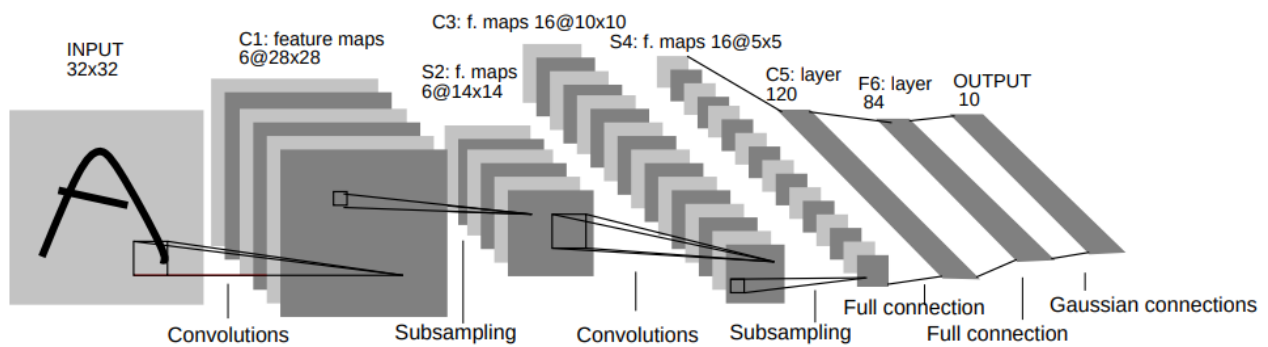 INPUT
32x32
C1: feature maps
6@28x28
S2: f. maps
6@14x14
C3: f. maps 16@10x10
S4: f. maps 16@5x5
C5: layer
120
F6: layer
84
OUTPUT
10
Convolutions
Subsampling
Convolutions
Subsampling
Full connection
Full connection
Gaussian connections
A